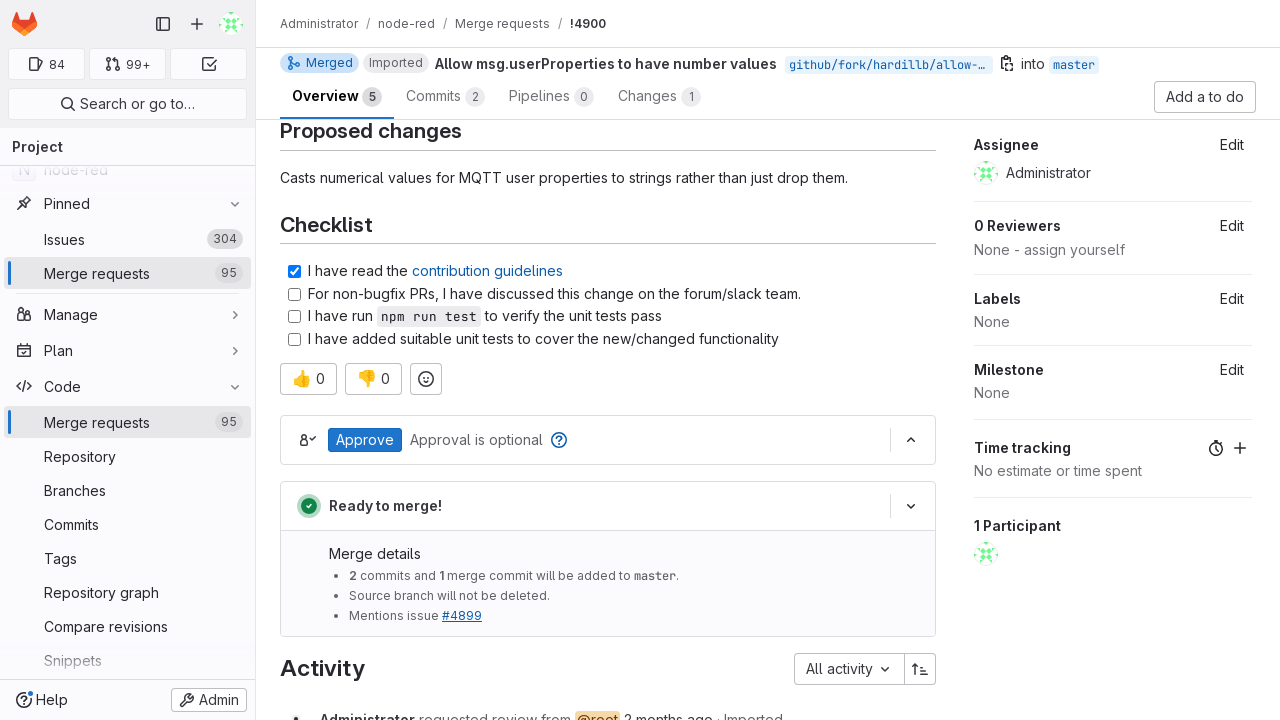 Administrator / node-red / Merge requests / !4900
84
99+
Search or go to…
Project
N node-red
Pinned
Issues 304
Merge requests 95
Manage
Plan
Code
Merge requests 95
Repository
Branches
Commits
Tags
Repository graph
Compare revisions
Snippets
Help
Admin
Merged Imported Allow msg.userProperties to have number values github/fork/hardillb/allow-… into master
Overview 5 Commits 2 Pipelines 0 Changes 1
Add a to do
Proposed changes
Casts numerical values for MQTT user properties to strings rather than just drop them.
Checklist
I have read the contribution guidelines
For non-bugfix PRs, I have discussed this change on the forum/slack team.
I have run npm run test to verify the unit tests pass
I have added suitable unit tests to cover the new/changed functionality
👍 0 👎 0
Approve Approval is optional
Ready to merge!
Merge details
2 commits and 1 merge commit will be added to master.
Source branch will not be deleted.
Mentions issue #4899
Activity
All activity
Administrator requested review from @root 2 months ago · Imported
Assignee Edit
Administrator
0 Reviewers Edit
None - assign yourself
Labels Edit
None
Milestone Edit
None
Time tracking
No estimate or time spent
1 Participant